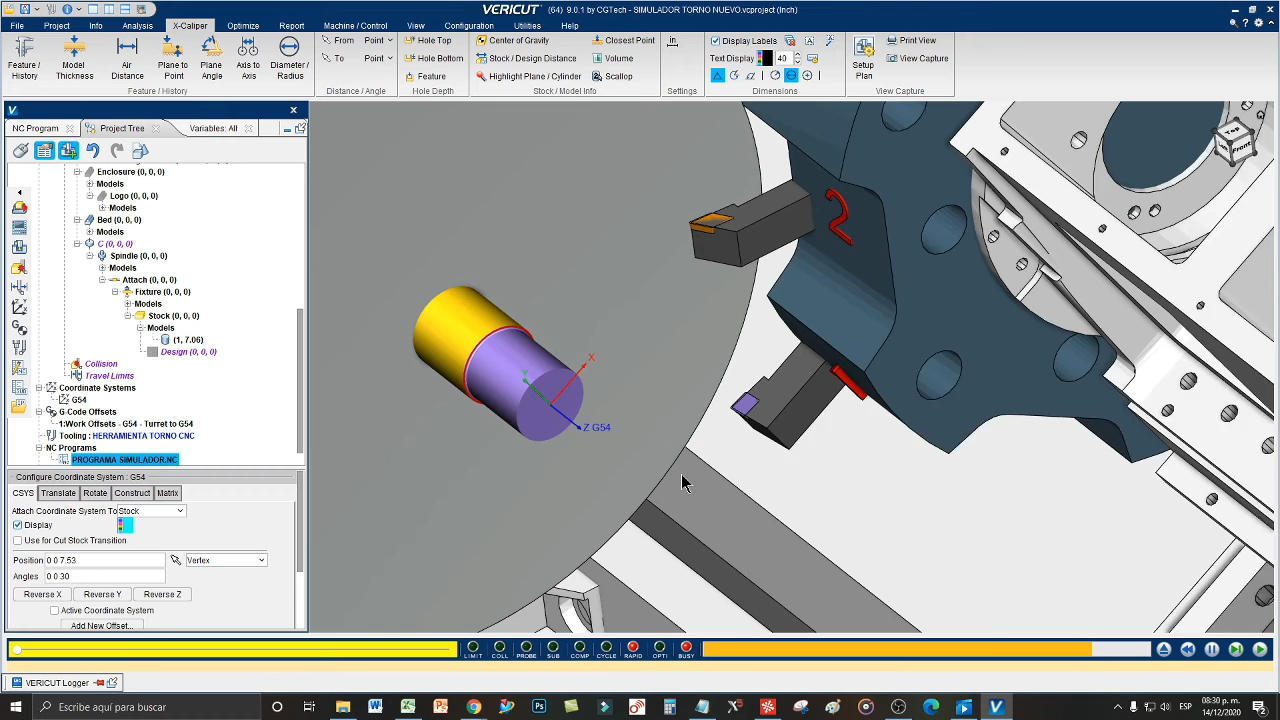 VERICUT (64) 9.0.1 by CGTech - SIMULADOR TORNO NUEVO.vcproject (Inch)
File Project Info Analysis X-Caliper Optimize Report Machine / Control View Configuration Utilities Help
Feature / History
Model Thickness
Air Distance
Plane to Point
Plane Angle
Axis to Axis
Diameter / Radius
Feature / History
From Point
To Point
Distance / Angle
Hole Top
Hole Bottom
Feature
Hole Depth
Center of Gravity Closest Point
Stock / Design Distance Volume
Highlight Plane / Cylinder Scallop
Stock / Model Info
in
Settings
Display Labels
Text Display 40
Dimensions
Setup Plan
Print View
View Capture
View Capture
NC Program Project Tree Variables: All
Enclosure (0, 0, 0)
Models
Logo (0, 0, 0)
Models
Bed (0, 0, 0)
Models
C (0, 0, 0)
Spindle (0, 0, 0)
Models
Attach (0, 0, 0)
Fixture (0, 0, 0)
Models
Stock (0, 0, 0)
Models
(1, 7.06)
Design (0, 0, 0)
Collision
Travel Limits
Coordinate Systems
G54
G-Code Offsets
1:Work Offsets - G54 - Turret to G54
Tooling : HERRAMIENTA TORNO CNC
NC Programs
PROGRAMA SIMULADOR.NC
Configure Coordinate System : G54
CSYS Translate Rotate Construct Matrix
Attach Coordinate System To Stock
Display
Use for Cut Stock Transition
Position 0 0 7.53 Vertex
Angles 0 0 30
Reverse X Reverse Y Reverse Z
Active Coordinate System
Add New Offset...
2
X
Y
Z G54
Top
Front
LIMIT COLL PROBE SUB COMP CYCLE RAPID OPTI BUSY
VERICUT Logger
Escribe aquí para buscar
ESP
08:30 p. m.
14/12/2020